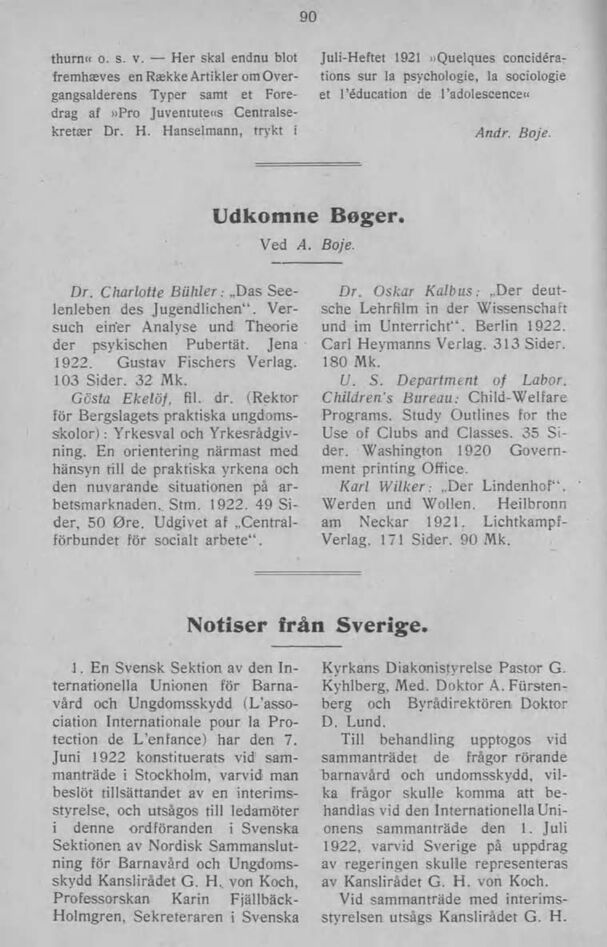 90
thurn« o. s. v. — Her skal endnu blot
fremhæves en Række Artikler om Over-
gangsalderens Typer samt et Fore-
drag af »Pro Juventute«s Centralse-
kretær Dr. H. Hanselmann, trykt i
Juli-Heftet 1921 »Quelques concidéra-
tions sur la psychologie, la sociologie
et l'éducation de l'adolescence«
Andr. Boje.
Udkomne Bøger.
Ved A. Boje.
Dr. Charlotte Bühler: „Das See-
lenleben des Jugendlichen“. Ver-
such einer Analyse und Theorie
der psykischen Pubertät. Jena
1922. Gustav Fischers Verlag.
103 Sider. 32 Mk.
Gösta Ekelöf, fil. dr. (Rektor
för Bergslagets praktiska ungdoms-
skolor): Yrkesval och Yrkesrådgiv-
ning. En orientering närmast med
hänsyn till de praktiska yrkena och
den nuvarande situationen på ar-
betsmarknaden. Stm. 1922. 49 Si-
der, 50 Øre. Udgivet af „Central-
förbundet för socialt arbete“.
Dr. Oskar Kalbus: „Der deut-
sche Lehrfilm in der Wissenschaft
und im Unterricht“. Berlin 1922.
Carl Heymanns Verlag. 313 Sider.
180 Mk.
U. S. Department of Labor.
Children's Bureau: Child-Welfare
Programs. Study Outlines for the
Use of Clubs and Classes. 35 Si-
der. Washington 1920 Govern-
ment printing Office.
Karl Wilker: „Der Lindenhof“.
Werden und Wollen. Heilbronn
am Neckar 1921. Lichtkampf-
Verlag. 171 Sider. 90 Mk.
Notiser från Sverige.
1. En Svensk Sektion av den In-
ternationella Unionen för Barna-
vård och Ungdomsskydd (L'asso-
ciation Internationale pour la Pro-
tection de L'enfance) har den 7.
Juni 1922 konstituerats vid sam-
manträde i Stockholm, varvid man
beslöt tillsättandet av en interims-
styrelse, och utsågos till ledamöter
i denne ordföranden i Svenska
Sektionen av Nordisk Sammanslut-
ning för Barnavård och Ungdoms-
skydd Kanslirådet G. H. von Koch,
Professorskan Karin Fjällbäck-
Holmgren, Sekreteraren i Svenska
Kyrkans Diakonistyrelse Pastor G.
Kyhlberg, Med. Doktor A. Fürsten-
berg och Byrådirektören Doktor
D. Lund.
Till behandling upptogos vid
sammanträdet de frågor rörande
barnavård och undomsskydd, vil-
ka frågor skulle komma att be-
handlas vid den Internationella Uni-
onens sammanträde den 1. Juli
1922, varvid Sverige på uppdrag
av regeringen skulle representeras
av Kanslirådet G. H. von Koch.
Vid sammanträde med interims-
styrelsen utsågs Kanslirådet G. H.